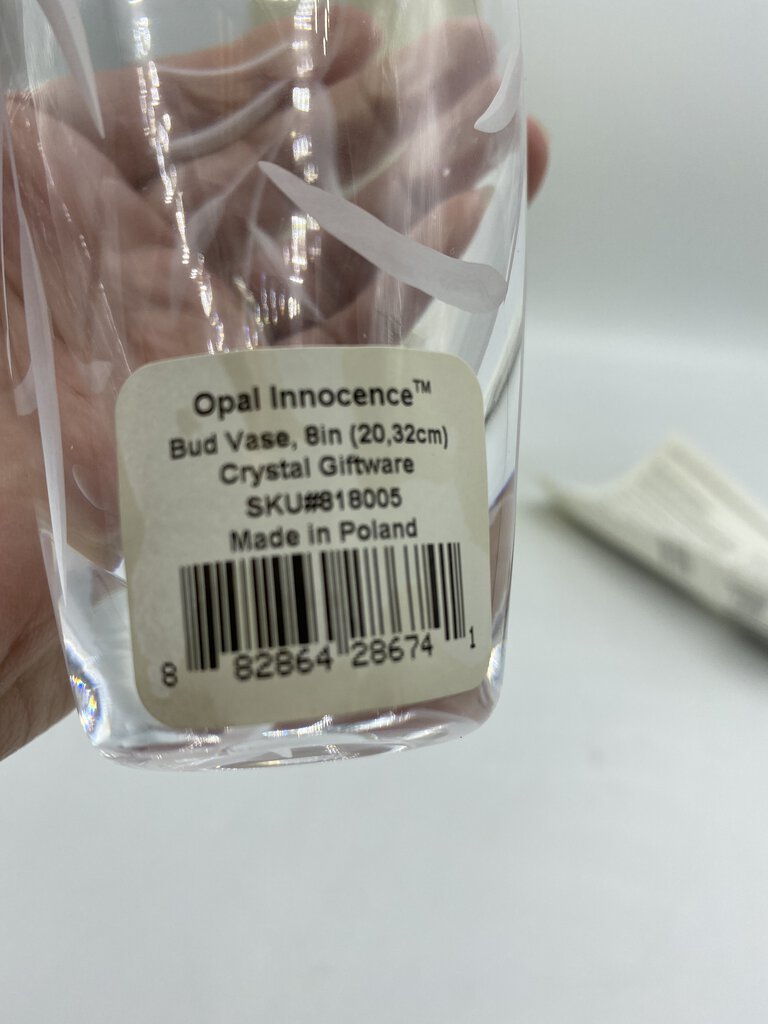 Opal Innocence™
Bud Vase, 8in (20,32cm)
Crystal Giftware
SKU#818005
Made in Poland
8 82864 28674 1